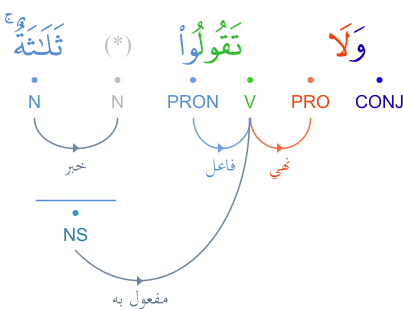 وَلَا تَقُولُوا۟ (*) ثَلَـٰثَةٌ ۚ
CONJ PRO V PRON N N
نهي فاعل خبر
NS
مفعول به